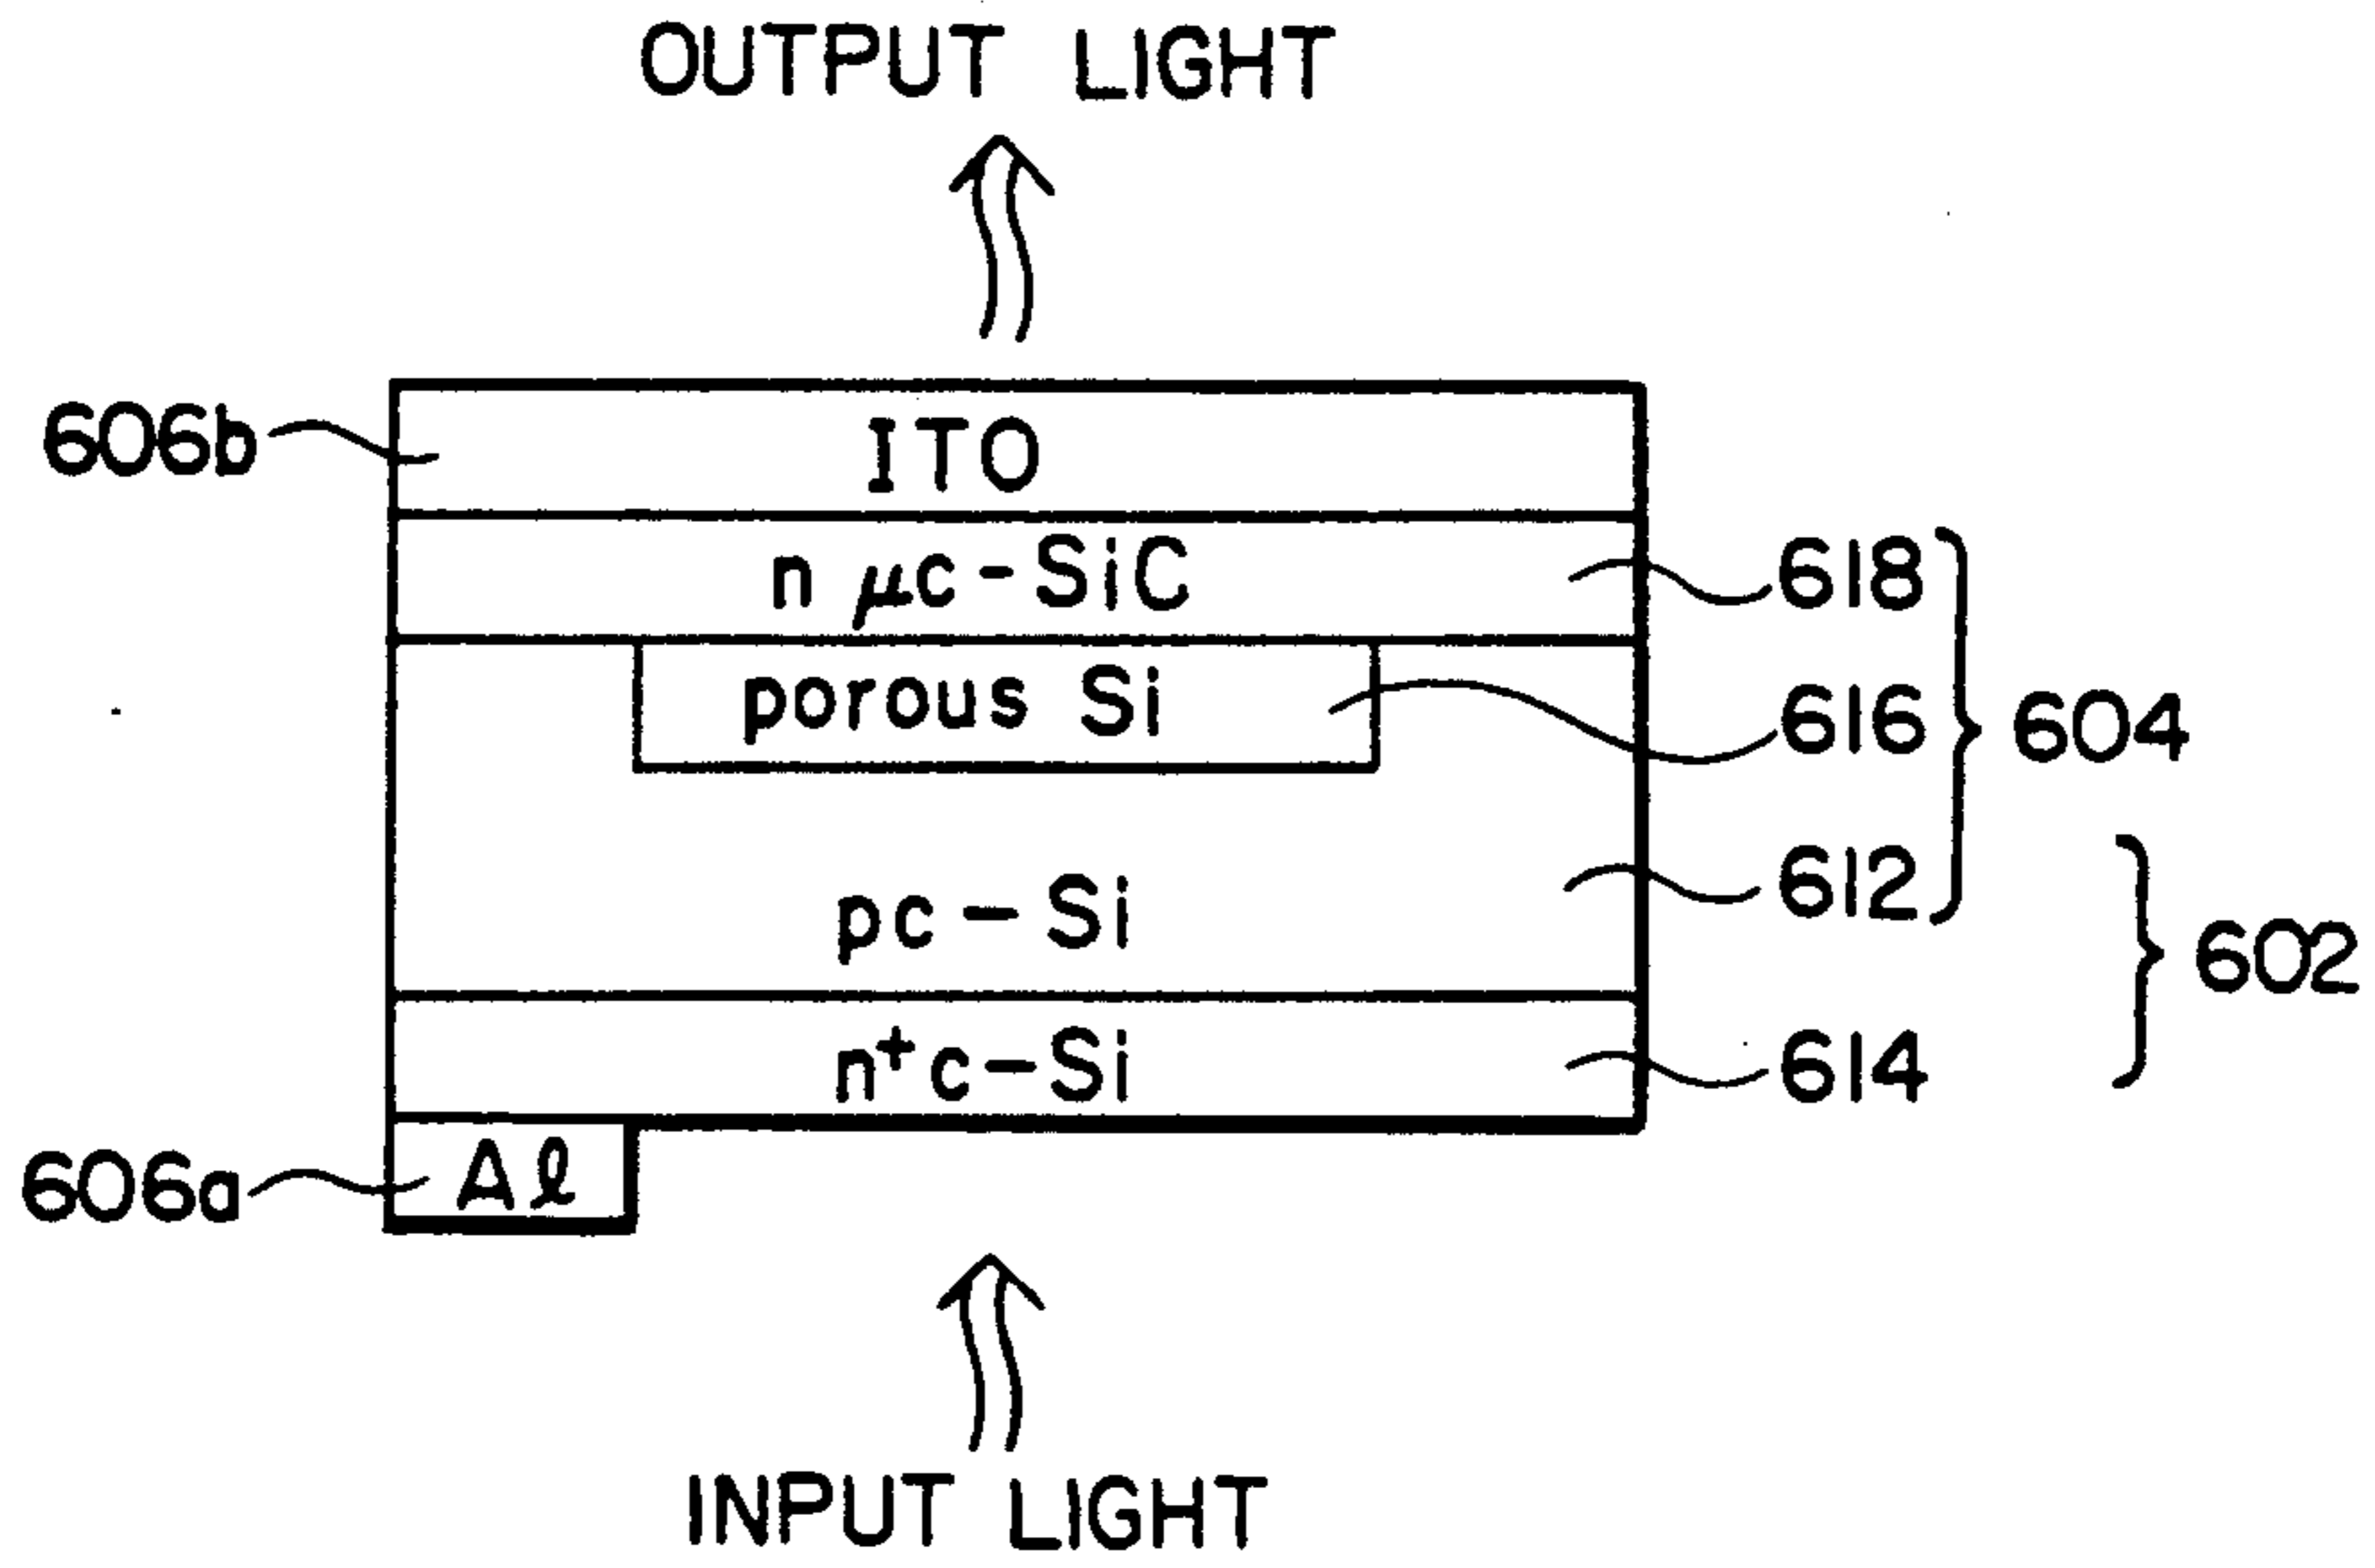 OUTPUT LIGHT
606b
ITO
n μc-SiC
618
porous Si
616
604
612
pc-Si
602
n⁺c-Si
614
606a
Aℓ
INPUT LIGHT